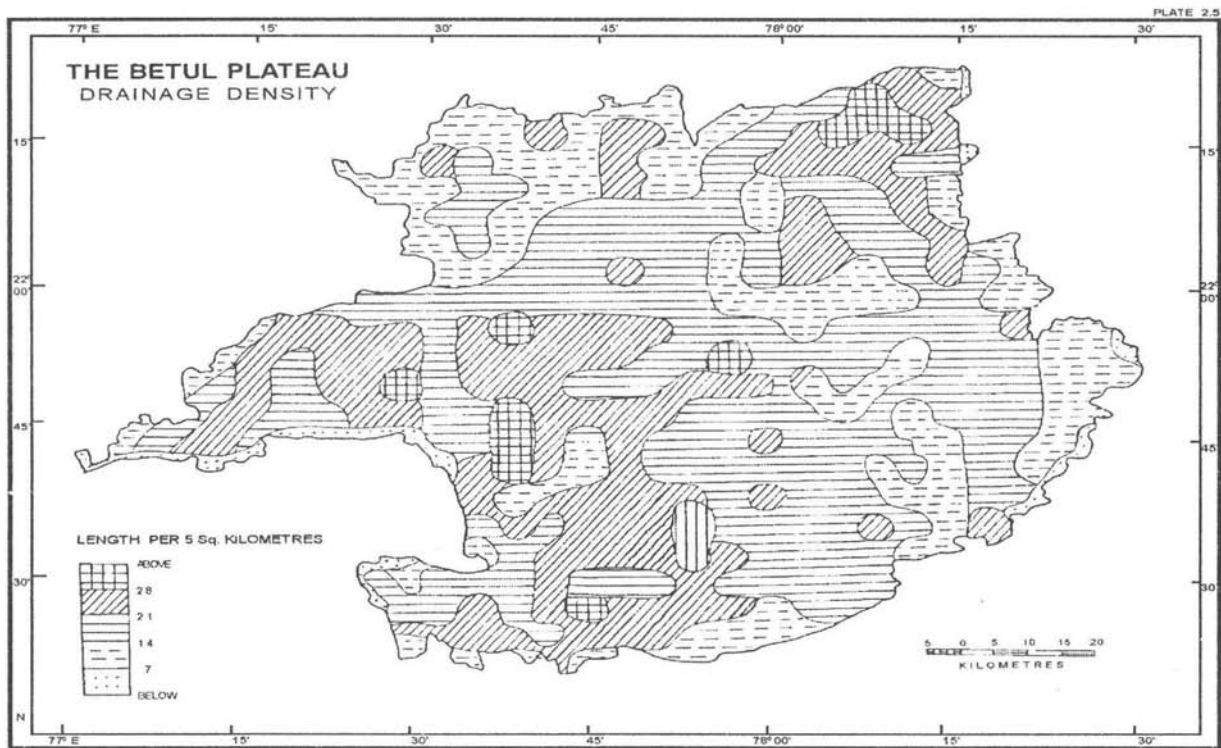 PLATE 2.5
77° E 15' 30' 45' 78° 00' 15' 30'
THE BETUL PLATEAU
DRAINAGE DENSITY
15' 15'
22° 00' 22° 00'
45' 45'
LENGTH PER 5 Sq. KILOMETRES
ABOVE
28
21
14
7
BELOW
30' 30'
5 0 5 10 15 20
KILOMETRES
N
77° E 15' 30' 45' 78° 00' 15' 30'